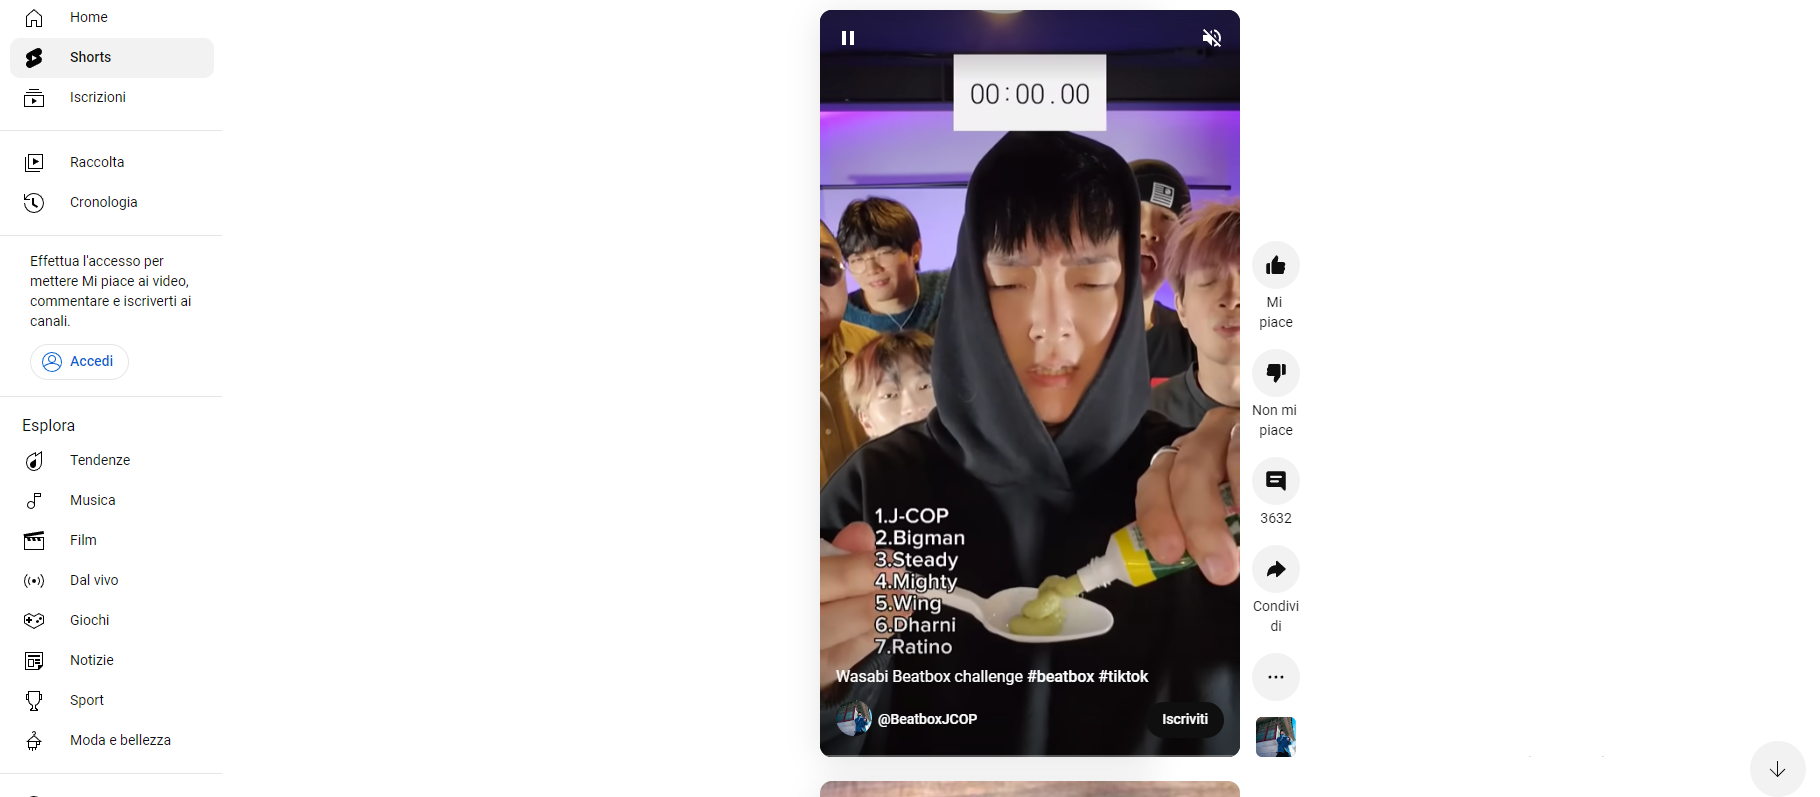 Home
Shorts
Iscrizioni
Raccolta
Cronologia
Effettua l'accesso per
mettere Mi piace ai video,
commentare e iscriverti ai
canali.
Accedi
Esplora
Tendenze
Musica
Film
Dal vivo
Giochi
Notizie
Sport
Moda e bellezza
00:00.00
1.J-COP
2.Bigman
3.Steady
4.Mighty
5.Wing
6.Dharni
7.Ratino
Wasabi Beatbox challenge #beatbox #tiktok
@BeatboxJCOP
Iscriviti
Mi
piace
Non mi
piace
3632
Condivi
di